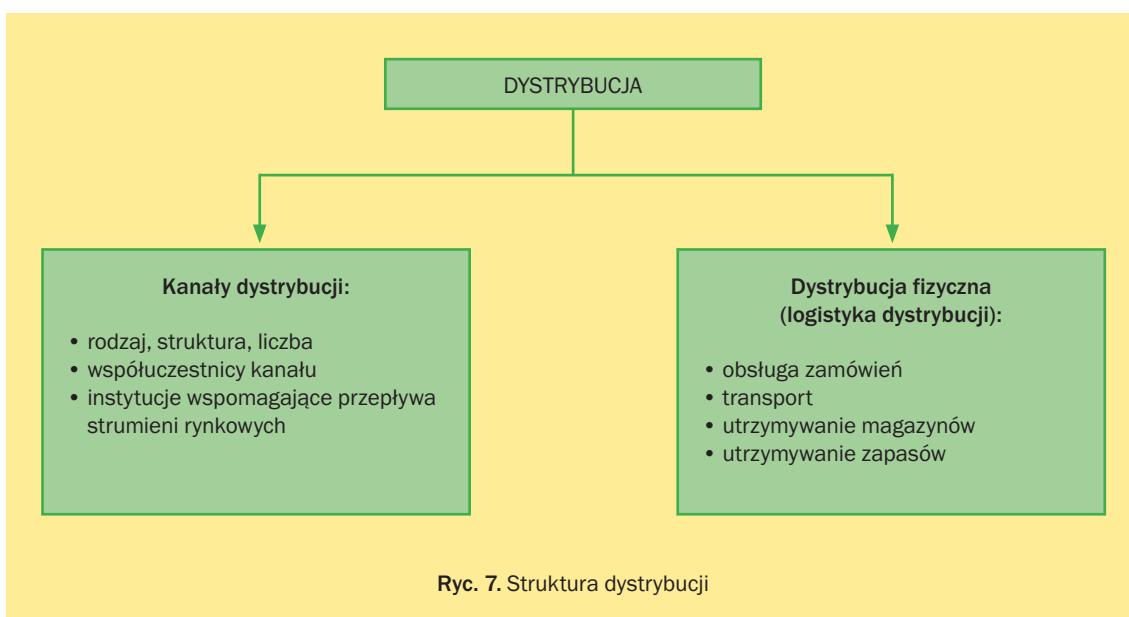 DYSTRYBUCJA
Kanały dystrybucji:
• rodzaj, struktura, liczba
• współuczestnicy kanału
• instytucje wspomagające przepływa
strumieni rynkowych
Dystrybucja fizyczna
(logistyka dystrybucji):
• obsługa zamówień
• transport
• utrzymywanie magazynów
• utrzymywanie zapasów
Ryc. 7. Struktura dystrybucji